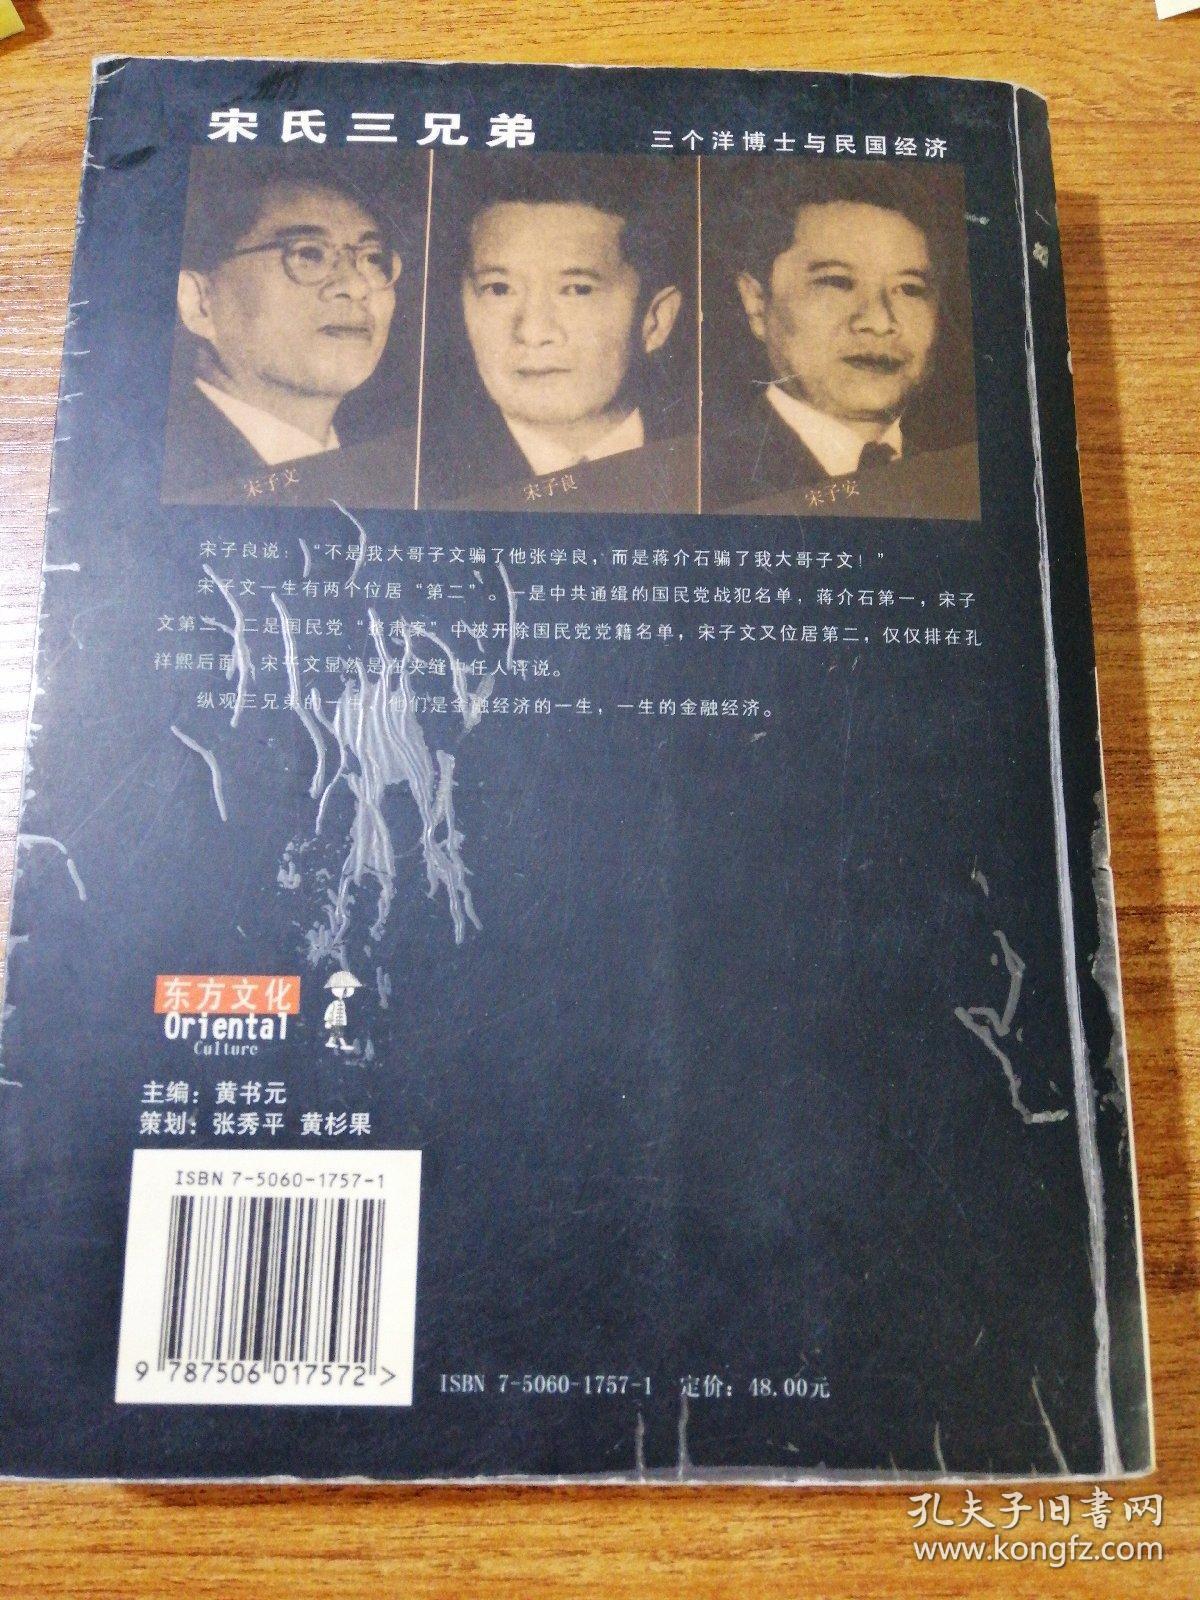 宋氏三兄弟
三个洋博士与民国经济
宋子文
宋子良
宋子安
宋子良说：“不是我大哥子文骗了他张学良，而是蒋介石骗了我大哥子文！”
宋子文一生有两个位居“第二”。一是中共通缉的国民党战犯名单，蒋介石第一，宋子
文第二 二是国民党“整肃案”中被开除国民党党籍名单，宋子文又位居第二，仅仅排在孔
祥熙后面 宋子文显然是在夹缝中任人评说。
纵观三兄弟的一生，他们是金融经济的一生，一生的金融经济。
东方文化
Oriental
Culture
主编：黄书元
策划：张秀平 黄杉果
ISBN 7-5060-1757-1
9 787506 017572 >
ISBN 7-5060-1757-1 定价：48.00元
孔夫子旧书网
www.kongfz.com